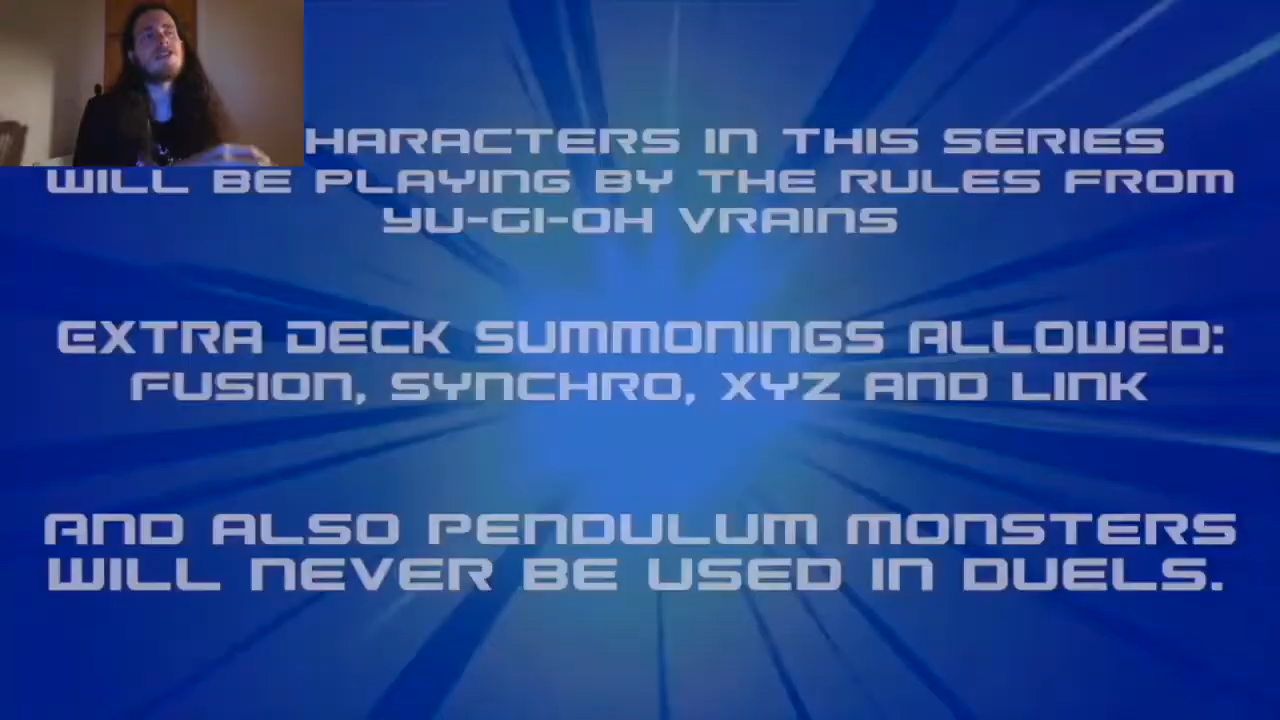 HARACTERS IN THIS SERIES
WILL BE PLAYING BY THE RULES FROM
YU-GI-OH VRAINS
EXTRA DECK SUMMONINGS ALLOWED:
FUSION, SYNCHRO, XYZ AND LINK
AND ALSO PENDULUM MONSTERS
WILL NEVER BE USED IN DUELS.